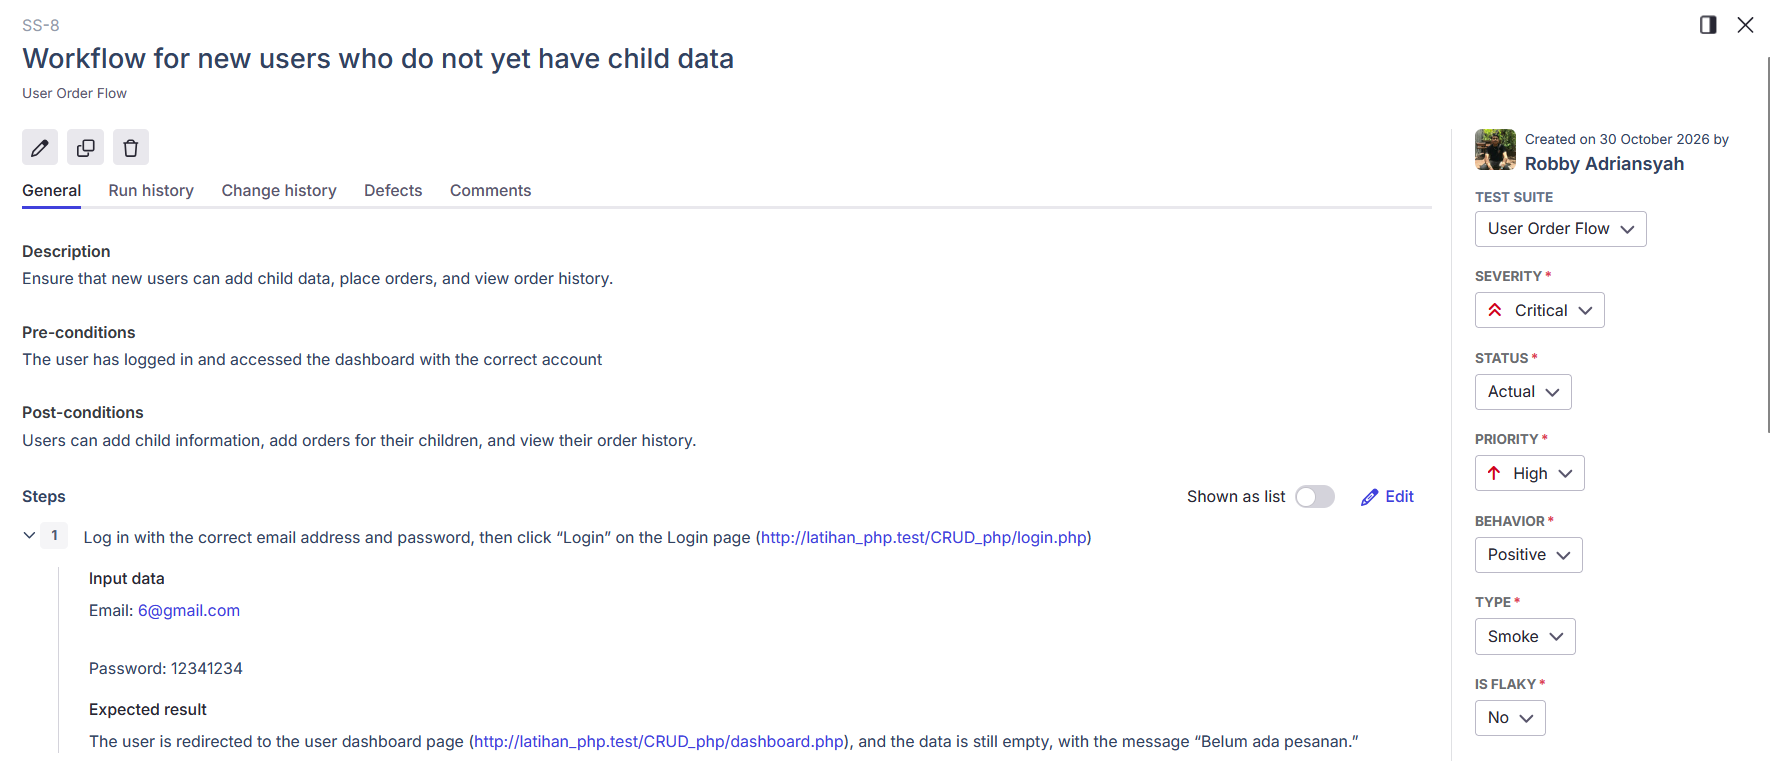 SS-8
Workflow for new users who do not yet have child data
User Order Flow
General Run history Change history Defects Comments
Description
Ensure that new users can add child data, place orders, and view order history.
Pre-conditions
The user has logged in and accessed the dashboard with the correct account
Post-conditions
Users can add child information, add orders for their children, and view their order history.
Steps Shown as list Edit
1 Log in with the correct email address and password, then click “Login” on the Login page (http://latihan_php.test/CRUD_php/login.php)
Input data
Email: 6@gmail.com
Password: 12341234
Expected result
The user is redirected to the user dashboard page (http://latihan_php.test/CRUD_php/dashboard.php), and the data is still empty, with the message “Belum ada pesanan.”
Created on 30 October 2026 by
Robby Adriansyah
TEST SUITE
User Order Flow
SEVERITY *
Critical
STATUS *
Actual
PRIORITY *
High
BEHAVIOR *
Positive
TYPE *
Smoke
IS FLAKY *
No